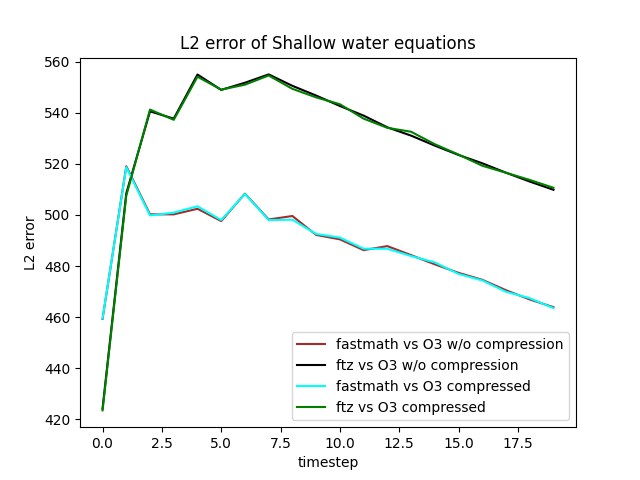 L2 error of Shallow water equations
560
540
520
500
480
460
440
420
L2 error
fastmath vs O3 w/o compression
ftz vs O3 w/o compression
fastmath vs O3 compressed
ftz vs O3 compressed
0.0 2.5 5.0 7.5 10.0 12.5 15.0 17.5
timestep